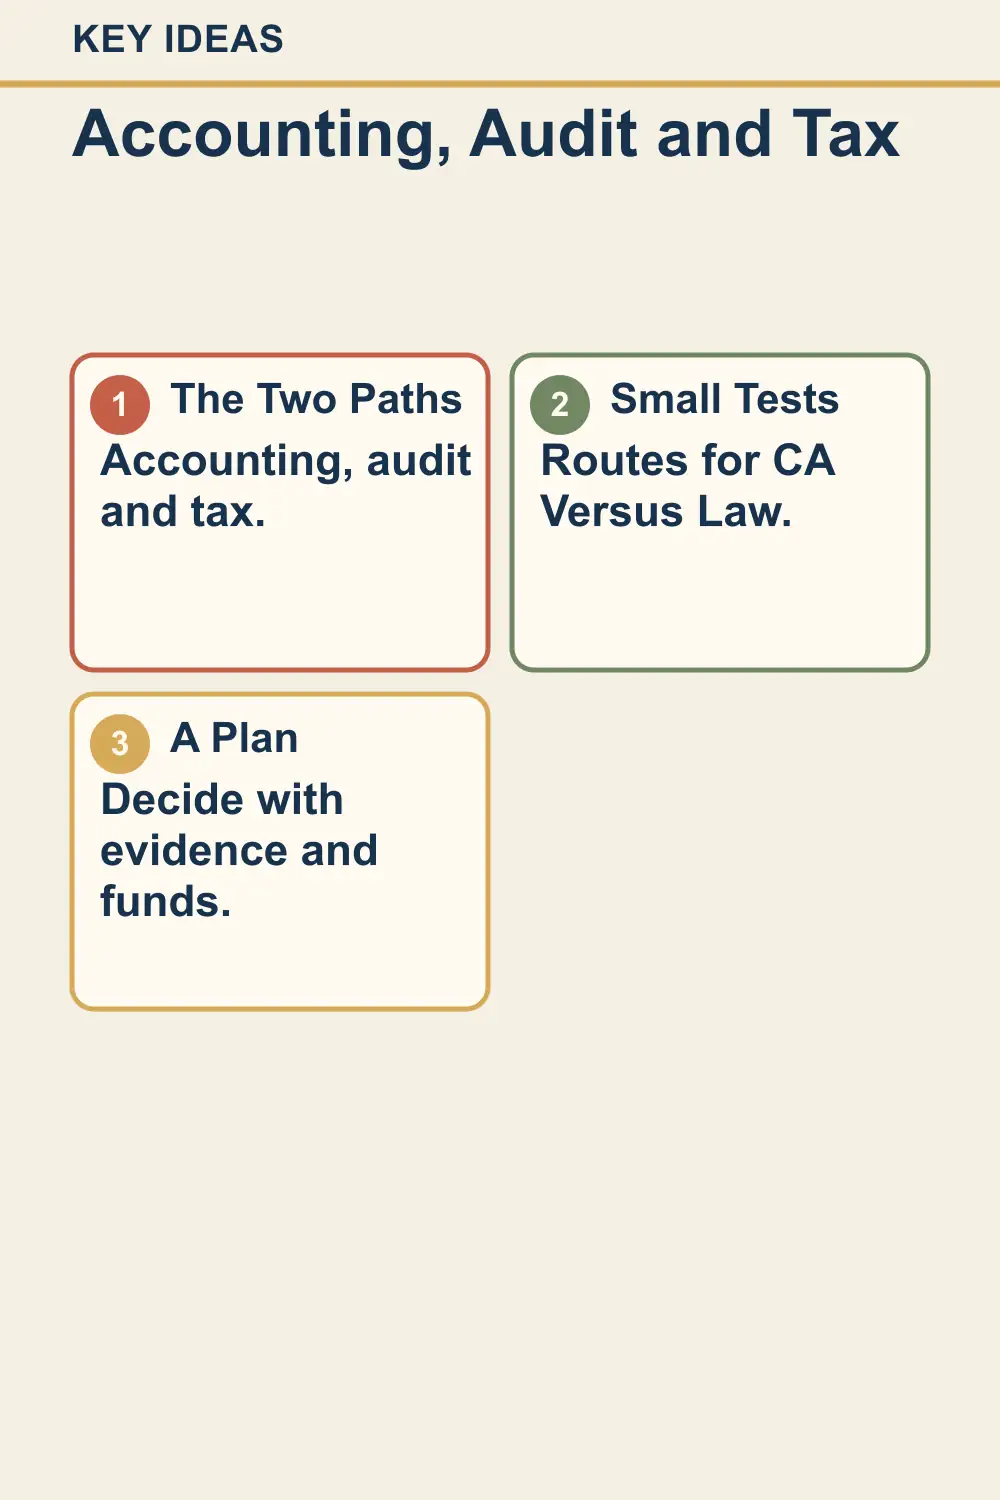 KEY IDEAS
Accounting, Audit and Tax
1 The Two Paths
Accounting, audit
and tax.
2 Small Tests
Routes for CA
Versus Law.
3 A Plan
Decide with
evidence and
funds.